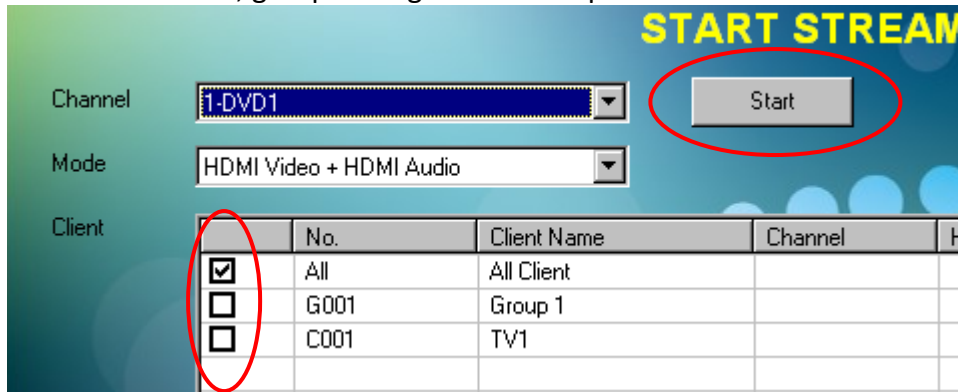 START STREAM
Channel 1-DVD1 Start
Mode HDMI Video + HDMI Audio
Client No. Client Name Channel
All All Client
G001 Group 1
C001 TV1